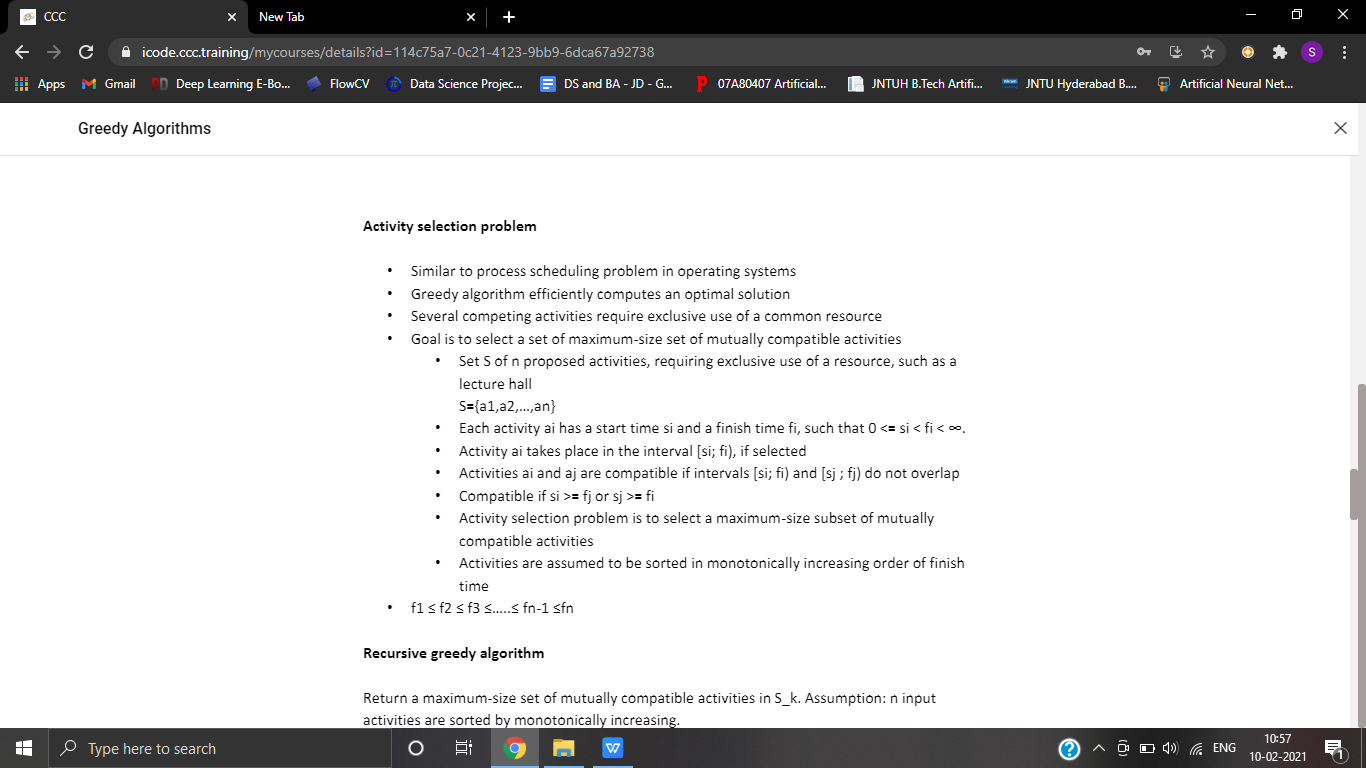 CCC
New Tab
icode.ccc.training/mycourses/details?id=114c75a7-0c21-4123-9bb9-6dca67a92738
S
Apps
Gmail
Deep Learning E-Bo...
FlowCV
Data Science Projec...
DS and BA - JD - G...
07A80407 Artificial...
JNTUH B.Tech Artifi...
JNTU Hyderabad B....
Artificial Neural Net...
Greedy Algorithms
Activity selection problem
• Similar to process scheduling problem in operating systems
• Greedy algorithm efficiently computes an optimal solution
• Several competing activities require exclusive use of a common resource
• Goal is to select a set of maximum-size set of mutually compatible activities
• Set S of n proposed activities, requiring exclusive use of a resource, such as a
lecture hall
S={a1,a2,...,an}
• Each activity ai has a start time si and a finish time fi, such that 0 <= si < fi < ∞.
• Activity ai takes place in the interval [si; fi), if selected
• Activities ai and aj are compatible if intervals [si; fi) and [sj ; fj) do not overlap
• Compatible if si >= fj or sj >= fi
• Activity selection problem is to select a maximum-size subset of mutually
compatible activities
• Activities are assumed to be sorted in monotonically increasing order of finish
time
• f1 ≤ f2 ≤ f3 ≤.....≤ fn-1 ≤fn
Recursive greedy algorithm
Return a maximum-size set of mutually compatible activities in S_k. Assumption: n input
activities are sorted by monotonically increasing.
Type here to search
ENG
10:57
10-02-2021
1